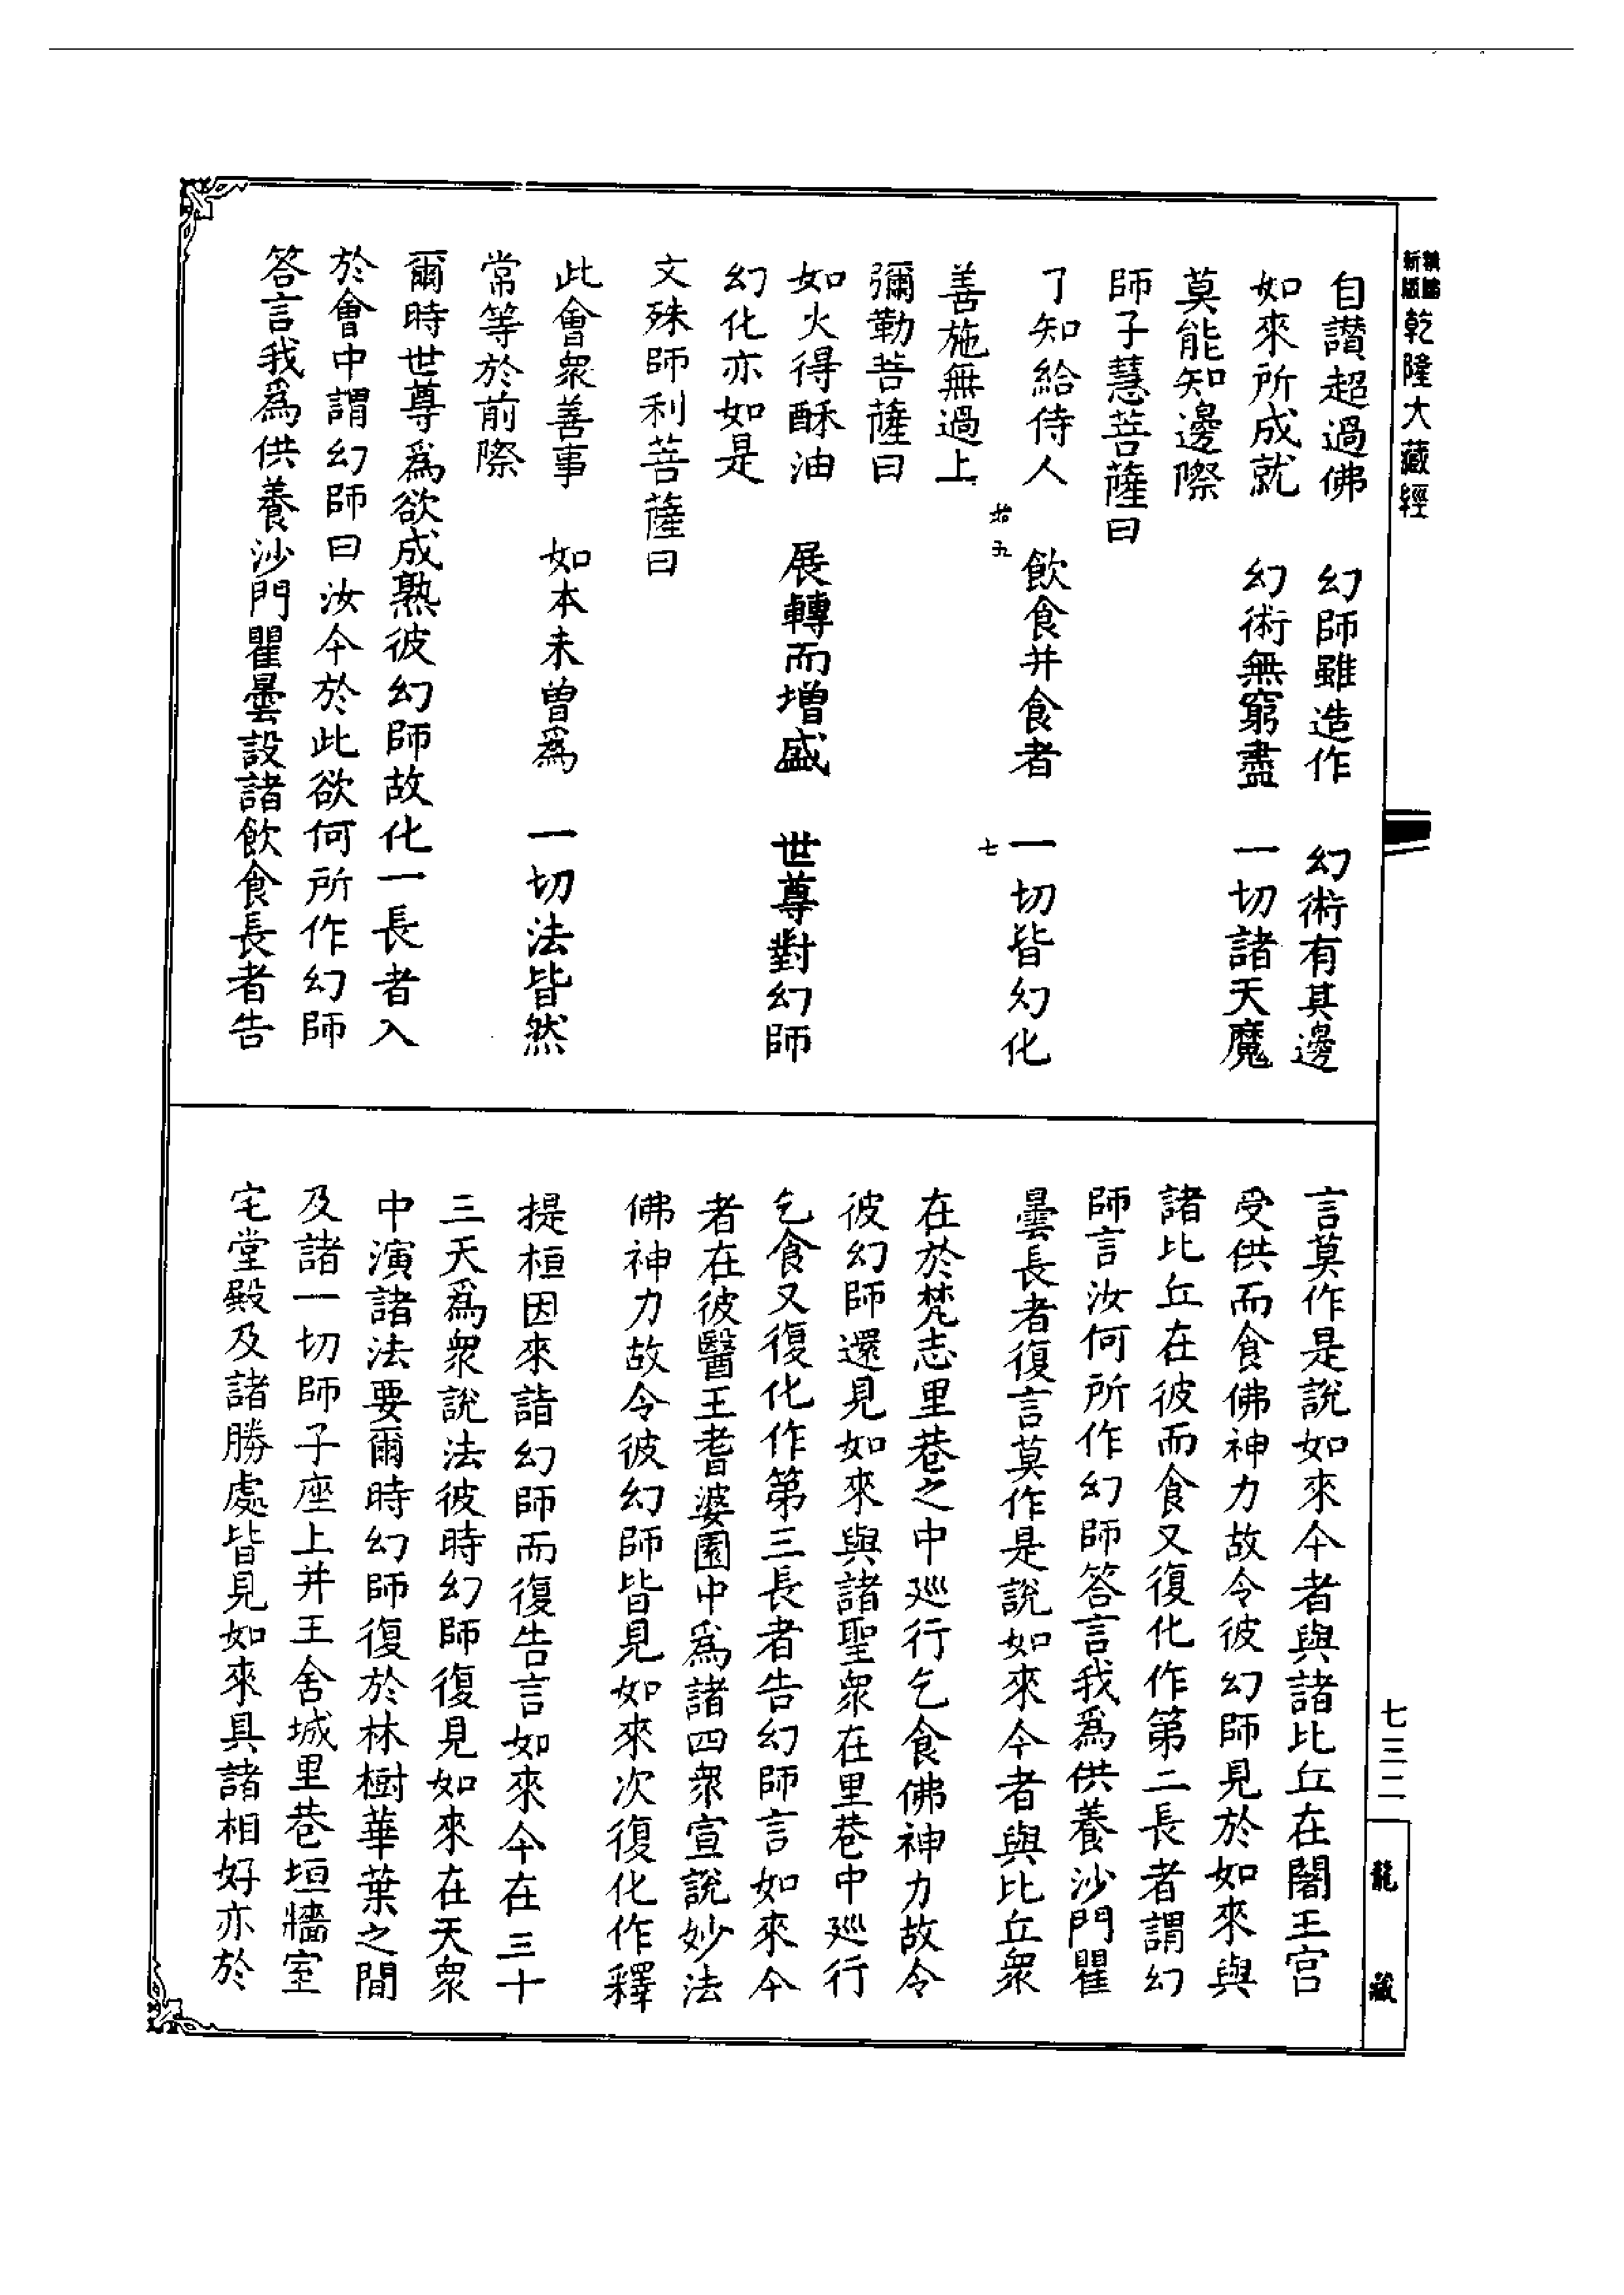 新版乾隆大藏經
自讃超過佛　幻師雖造作　幻術有其邊
如來所成就　幻術無窮盡　一切諸天魔
莫能知邊際
師子慧菩薩曰
了知給侍人　飲食并食者　一切皆幻化
善施無過上
彌勒菩薩曰
如火得酥油　展轉而增盛　世尊對幻師
幻化亦如是
文殊師利菩薩曰
此會衆善事　如本未曾爲　一切法皆然
常等於前際
爾時世尊爲欲成熟彼幻師故化一長者入
於會中謂幻師曰汝今於此欲何所作幻師
答言我爲供養沙門瞿曇設諸飲食長者告
言莫作是說如來今者與諸比丘在闍王宮
受供而食佛神力故令彼幻師見於如來與
諸比丘在彼而食又復化作第二長者謂幻
師言汝何所作幻師答言我爲供養沙門瞿
曇長者復言莫作是說如來今者與比丘衆
在於梵志里巷之中廵行乞食佛神力故令
彼幻師還見如來與諸聖衆在里巷中廵行
乞食又復化作第三長者告幻師言如來今
者在彼醫王耆婆園中爲諸四衆宣說妙法
佛神力故令彼幻師皆見如來次復化作釋
提桓因來詣幻師而復告言如來今在三十
三天爲衆說法彼時幻師復見如來在天衆
中演諸法要爾時幻師復於林樹華葉之間
及諸一切師子座上并王舍城里巷垣牆室
宅堂殿及諸勝處皆見如來具諸相好亦於
七三二
龍藏